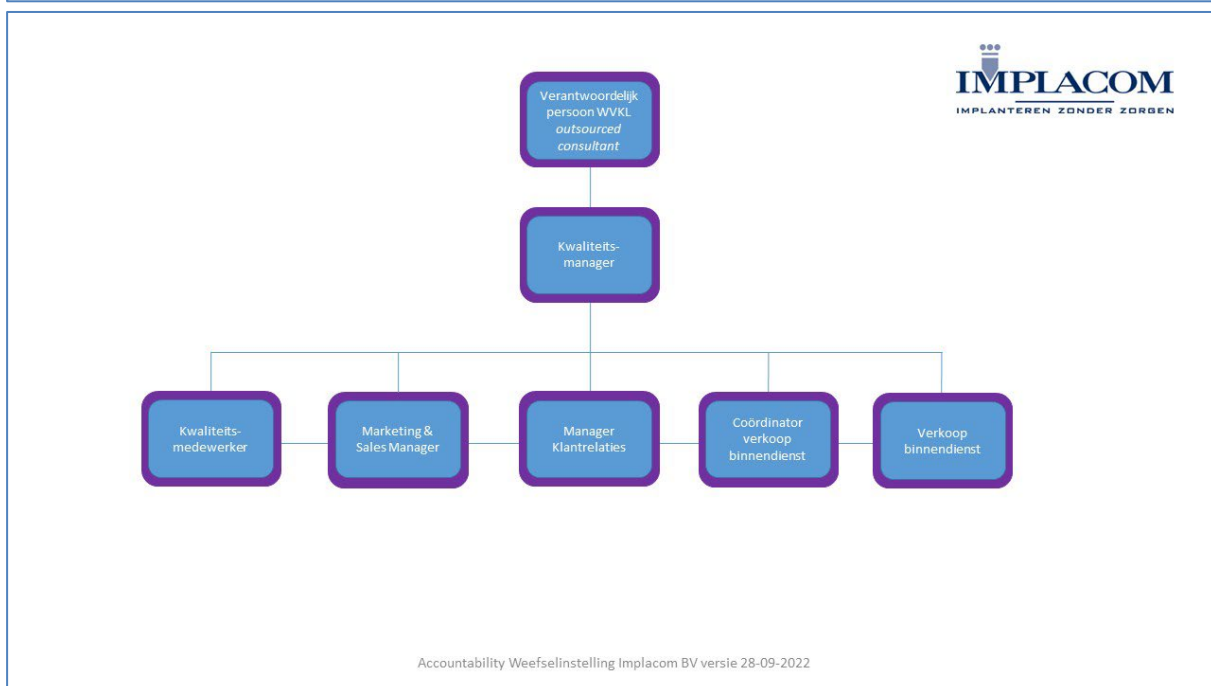 IMPLACOM
IMPLANTEREN ZONDER ZORGEN
Verantwoordelijk
persoon WVKL
outsourced
consultant
Kwaliteits-
manager
Kwaliteits-
medewerker
Marketing &
Sales Manager
Manager
Klantrelaties
Coördinator
verkoop
binnendienst
Verkoop
binnendienst
Accountability Weefselinstelling Implacom BV versie 28-09-2022